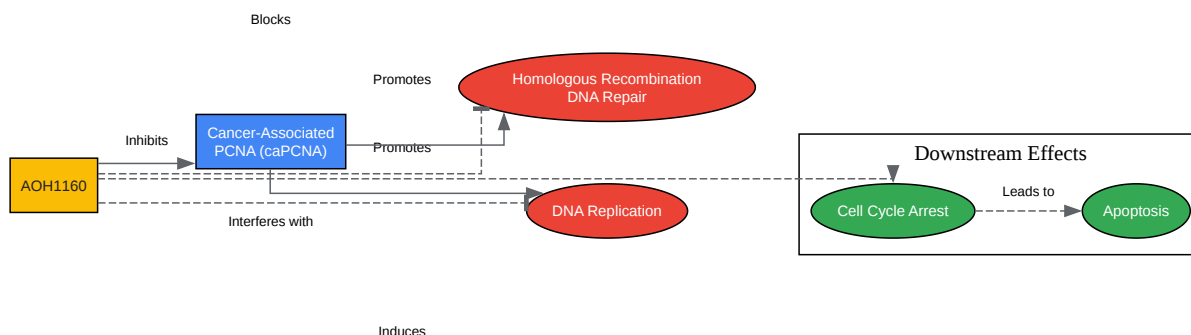 Blocks
Promotes
Homologous Recombination
DNA Repair
Inhibits
Cancer-Associated
PCNA (caPCNA)
Promotes
AOH1160
Interferes with
DNA Replication
Downstream Effects
Cell Cycle Arrest
Leads to
Apoptosis
Induces